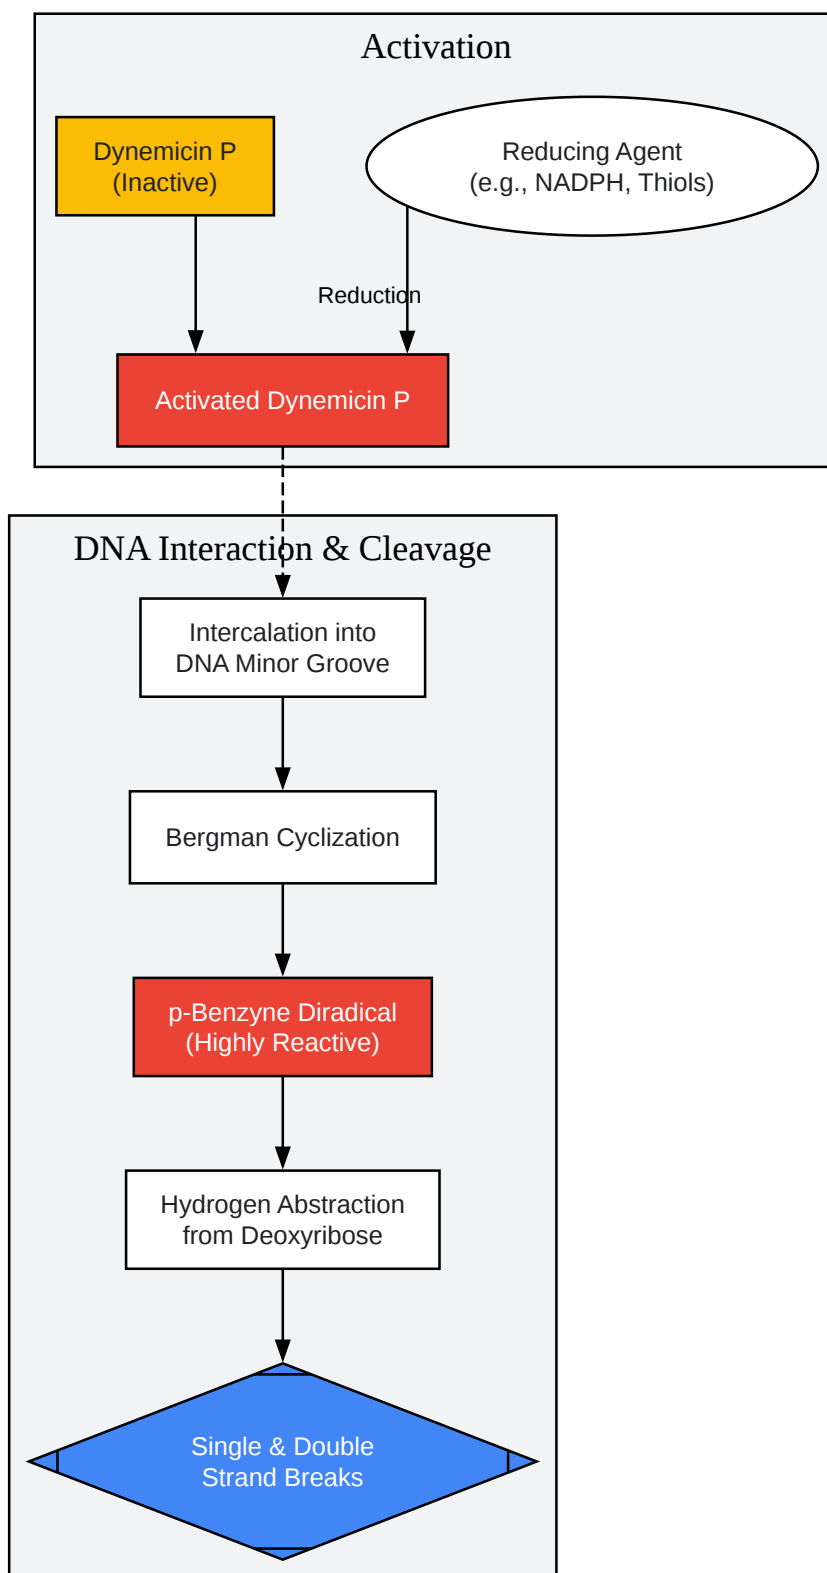 Activation
Dynemicin P
(Inactive)
Reducing Agent
(e.g., NADPH, Thiols)
Reduction
Activated Dynemicin P
DNA Interaction & Cleavage
Intercalation into
DNA Minor Groove
Bergman Cyclization
p-Benzyne Diradical
(Highly Reactive)
Hydrogen Abstraction
from Deoxyribose
Single & Double
Strand Breaks